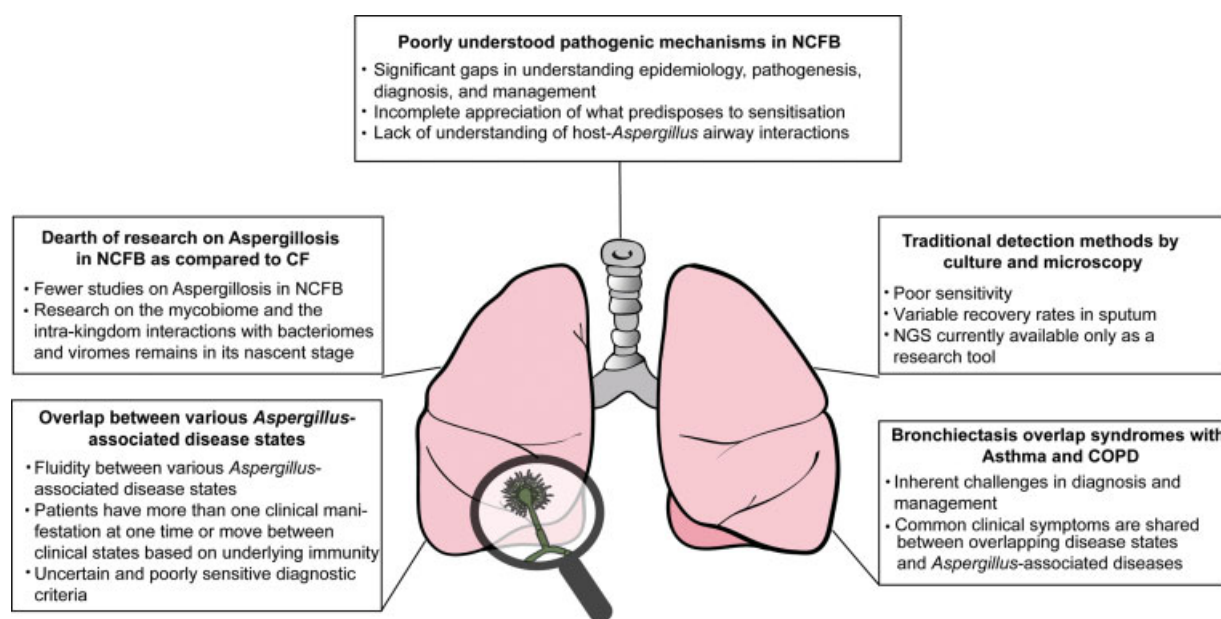 Poorly understood pathogenic mechanisms in NCFB
• Significant gaps in understanding epidemiology, pathogenesis,
diagnosis, and management
• Incomplete appreciation of what predisposes to sensitisation
• Lack of understanding of host-Aspergillus airway interactions
Dearth of research on Aspergillosis
in NCFB as compared to CF
• Fewer studies on Aspergillosis in NCFB
• Research on the mycobiome and the
intra-kingdom interactions with bacteriomes
and viromes remains in its nascent stage
Traditional detection methods by
culture and microscopy
• Poor sensitivity
• Variable recovery rates in sputum
• NGS currently available only as a
research tool
Overlap between various Aspergillus-
associated disease states
• Fluidity between various Aspergillus-
associated disease states
• Patients have more than one clinical mani-
festation at one time or move between
clinical states based on underlying immunity
• Uncertain and poorly sensitive diagnostic
criteria
Bronchiectasis overlap syndromes with
Asthma and COPD
• Inherent challenges in diagnosis and
management
• Common clinical symptoms are shared
between overlapping disease states
and Aspergillus-associated diseases